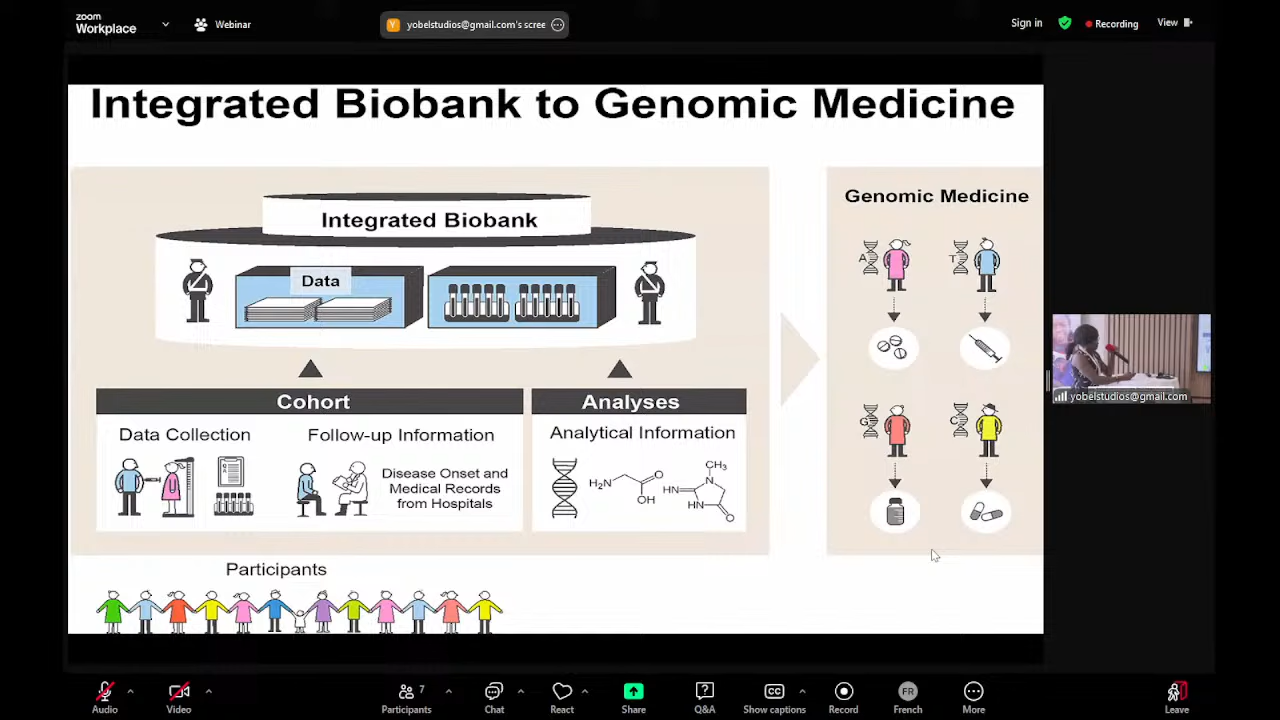 zoom
Workplace
Webinar
Y
yobelstudios@gmail.com's scree
Sign in
Recording
View
Integrated Biobank to Genomic Medicine
Integrated Biobank
Data
Cohort
Data Collection
Follow-up Information
Disease Onset and
Medical Records
from Hospitals
Q
A
Analyses
Analytical Information
H₂N
O
OH
CH₃
N
HN
HN
O
Participants
Genomic Medicine
A
T
G
C
yobelstudios@gmail.com
Audio
Video
7
Participants
Chat
React
Share
Q&A
CC
Show captions
Record
FR
French
More
Leave